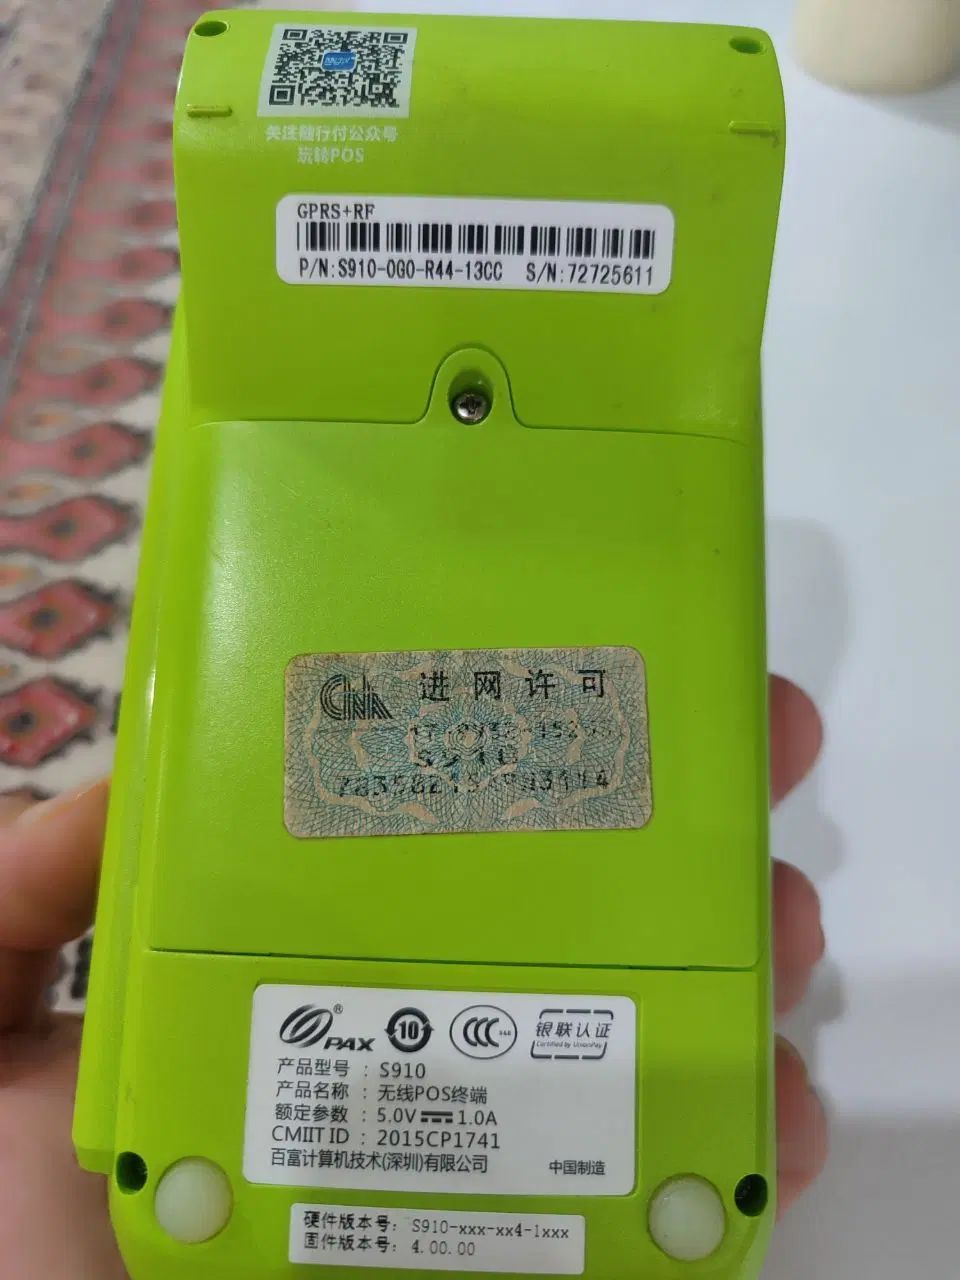 关注随行付公众号
玩转POS
GPRS+RF
P/N:S910-0G0-R44-13CC S/N:72725611
进网许可
S910
PAX ® 10 CCC S&E 银联认证
Certified by UnionPay
产品型号 : S910
产品名称 : 无线POS终端
额定参数 : 5.0V 1.0A
CMIIT ID : 2015CP1741
百富计算机技术(深圳)有限公司 中国制造
硬件版本号: S910-xxx-xx4-1xxx
固件版本号: 4.00.00